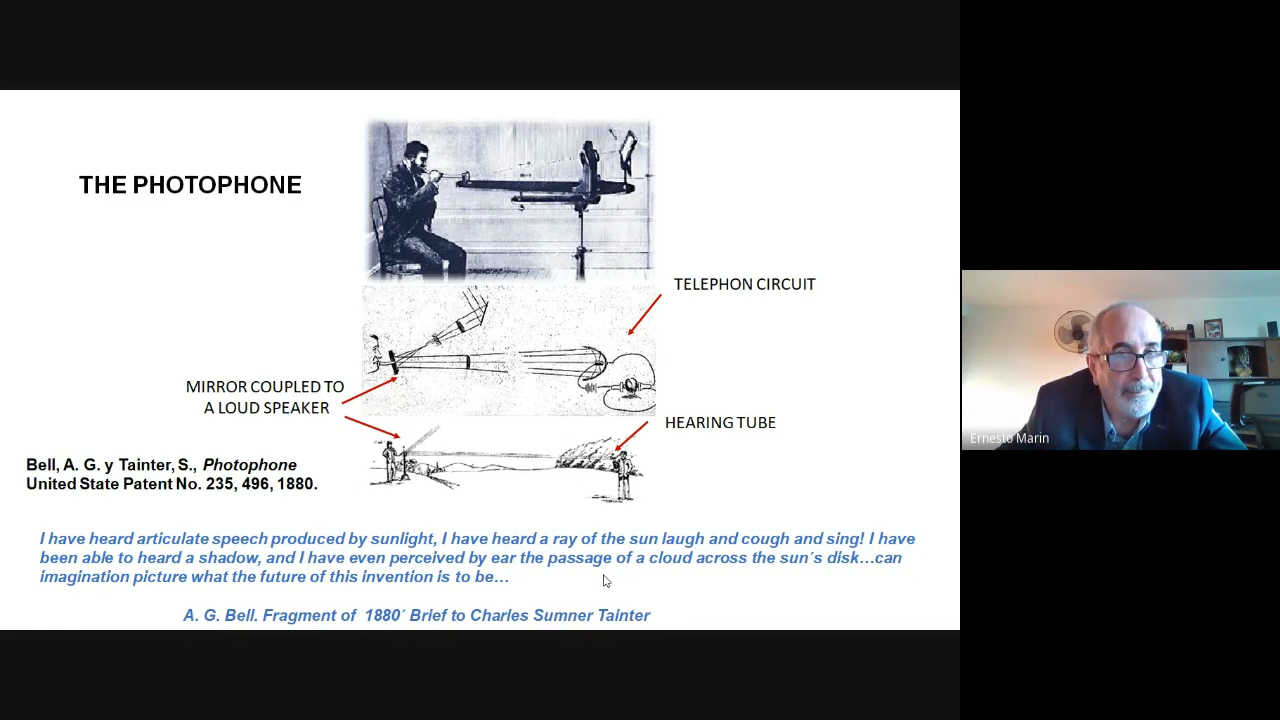 THE PHOTOPHONE
TELEPHON CIRCUIT
MIRROR COUPLED TO
A LOUD SPEAKER
HEARING TUBE
Bell, A. G. y Tainter, S., Photophone
United State Patent No. 235, 496, 1880.
I have heard articulate speech produced by sunlight, I have heard a ray of the sun laugh and cough and sing! I have
been able to heard a shadow, and I have even perceived by ear the passage of a cloud across the sun´s disk…can
imagination picture what the future of this invention is to be…
A. G. Bell. Fragment of 1880´ Brief to Charles Sumner Tainter
Ernesto Marin